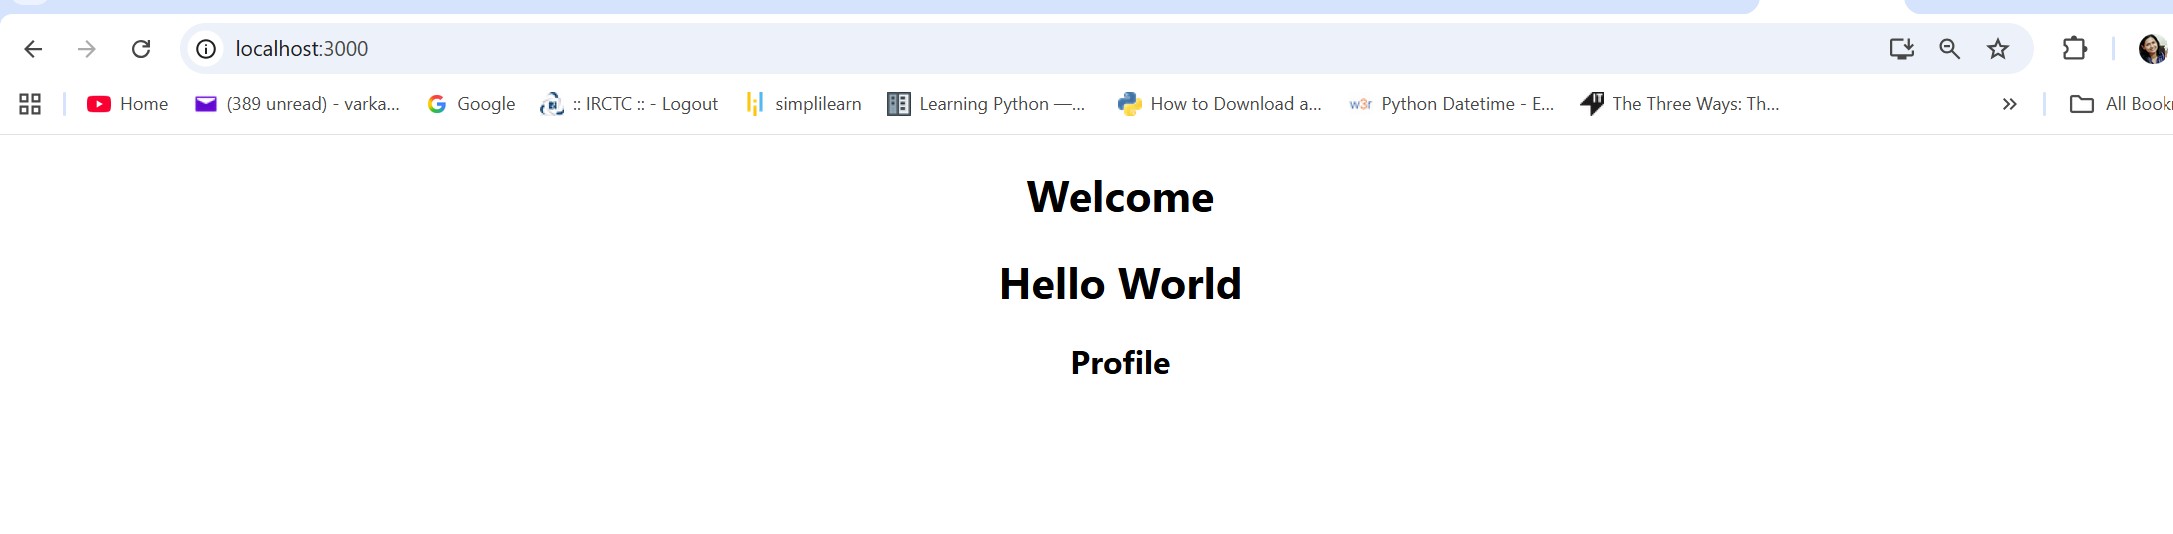 localhost:3000
Home (389 unread) - varka... Google :: IRCTC :: - Logout simplilearn Learning Python —... How to Download a... w3r Python Datetime - E... IT The Three Ways: Th... » All Book
Welcome
Hello World
Profile